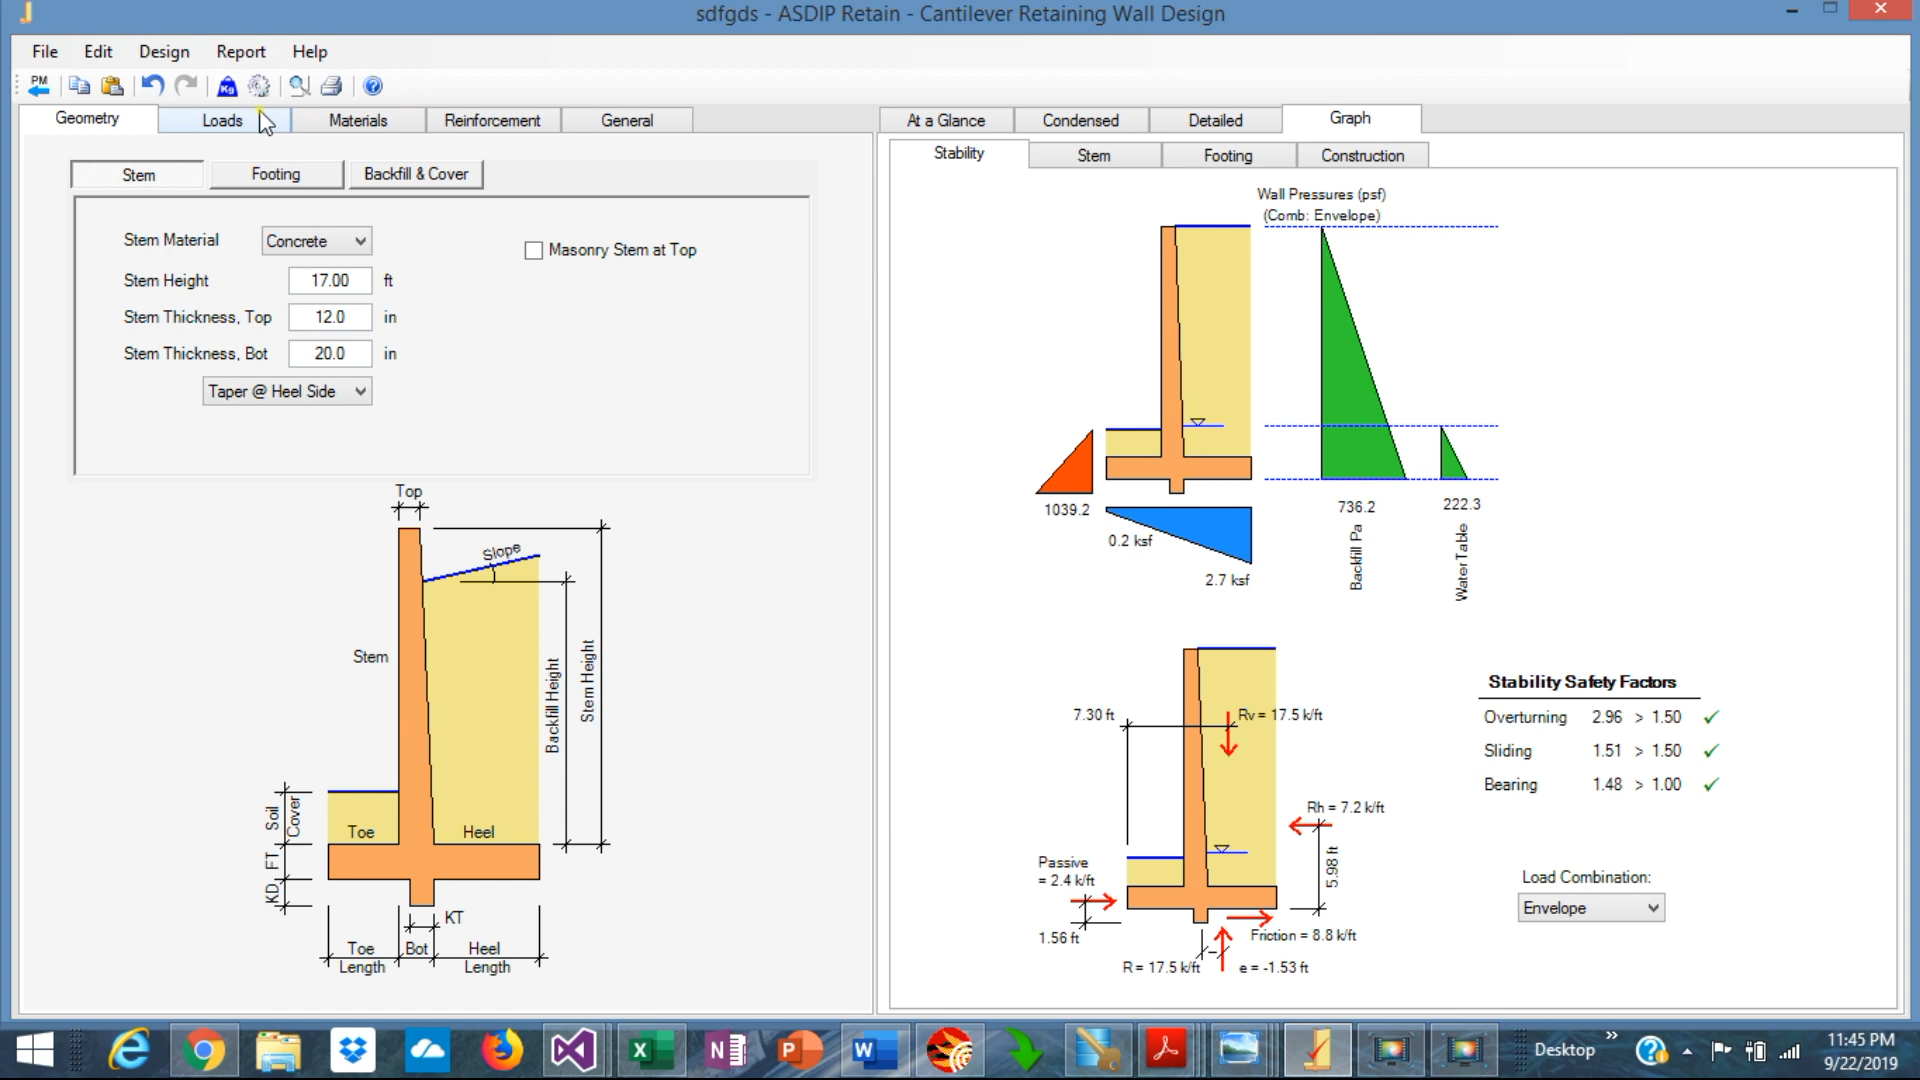 sdfgds - ASDIP Retain - Cantilever Retaining Wall Design
File Edit Design Report Help
PM Kg ?
Geometry Loads Materials Reinforcement General
At a Glance Condensed Detailed Graph
Stem Footing Backfill & Cover
Stem Material Concrete
Masonry Stem at Top
Stem Height 17.00 ft
Stem Thickness, Top 12.0 in
Stem Thickness, Bot 20.0 in
Taper @ Heel Side
Top
Slope
Stem
Backfill Height
Stem Height
Soil
Cover
Toe
Heel
FT
KD
KT
Toe
Length
Bot
Heel
Length
Stability Stem Footing Construction
Wall Pressures (psf)
(Comb: Envelope)
1039.2
0.2 ksf
2.7 ksf
736.2
222.3
Backfill Pa
Water Table
7.30 ft
Rv = 17.5 k/ft
Rh = 7.2 k/ft
5.98 ft
Passive
= 2.4 k/ft
1.56 ft
Friction = 8.8 k/ft
R = 17.5 k/ft
e = -1.53 ft
Stability Safety Factors
Overturning 2.96 > 1.50 ✓
Sliding 1.51 > 1.50 ✓
Bearing 1.48 > 1.00 ✓
Load Combination:
Envelope
Desktop
11:45 PM
9/22/2019